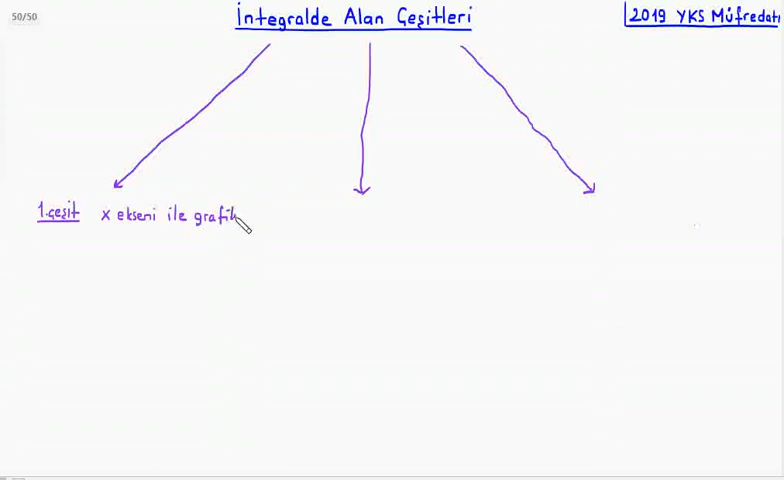 50/50
İntegralde Alan Çeşitleri
2019 YKS Müfredatı
1.çeşit x ekseni ile grafik